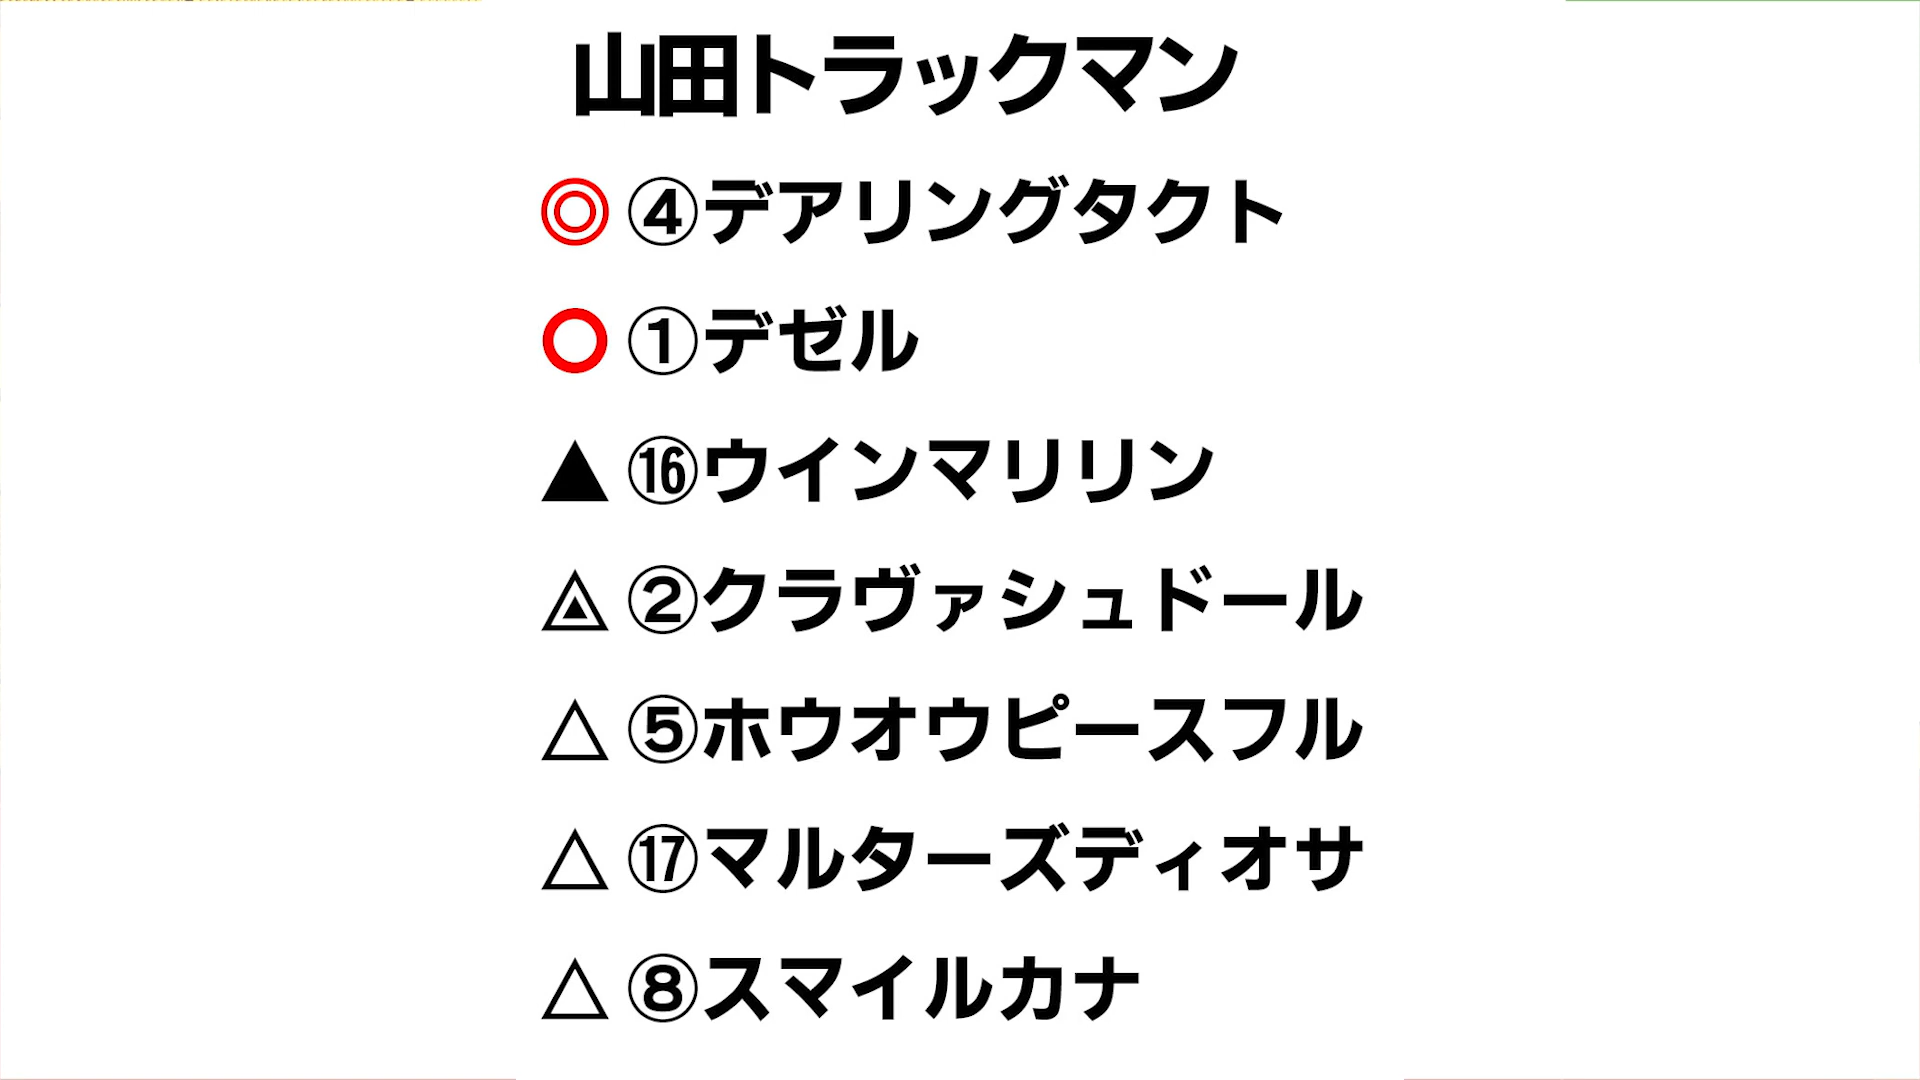 山田トラックマン
◎④デアリングタクト
○①デゼル
▲⑯ウインマリリン
◬②クラヴァシュドール
△⑤ホウオウピースフル
△⑰マルターズディオサ
△⑧スマイルカナ